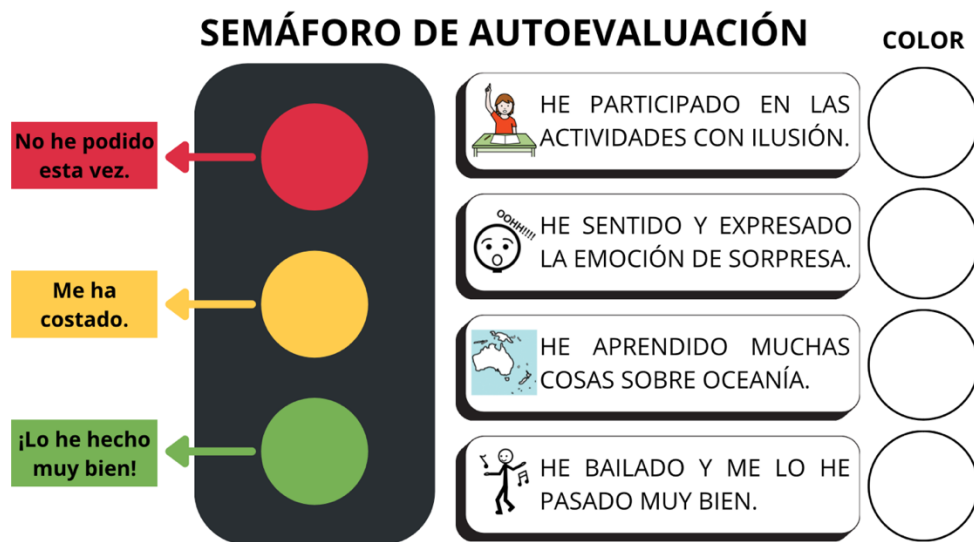 SEMÁFORO DE AUTOEVALUACIÓN
COLOR
No he podido
esta vez.
Me ha
costado.
¡Lo he hecho
muy bien!
HE PARTICIPADO EN LAS
ACTIVIDADES CON ILUSIÓN.
OOHH!!!!
HE SENTIDO Y EXPRESADO
LA EMOCIÓN DE SORPRESA.
HE APRENDIDO MUCHAS
COSAS SOBRE OCEANÍA.
HE BAILADO Y ME LO HE
PASADO MUY BIEN.